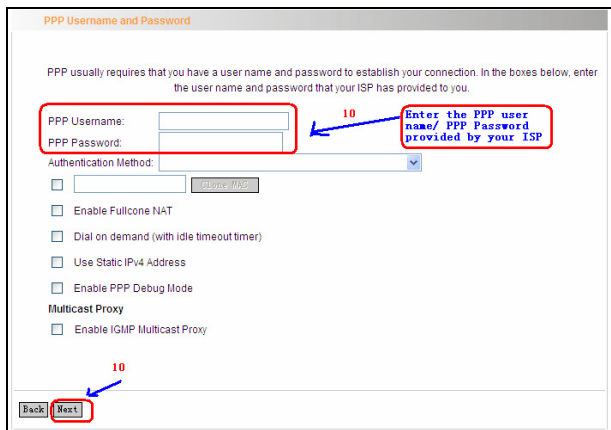 PPP Username and Password
PPP usually requires that you have a user name and password to establish your connection. In the boxes below, enter
the user name and password that your ISP has provided to you.
PPP Username:
10
Enter the PPP user
name/ PPP Password
provided by your ISP
PPP Password:
Authentication Method:
Clone MAC
Enable Fullcone NAT
Dial on demand (with idle timeout timer)
Use Static IPv4 Address
Enable PPP Debug Mode
Multicast Proxy
Enable IGMP Multicast Proxy
10
Back Next